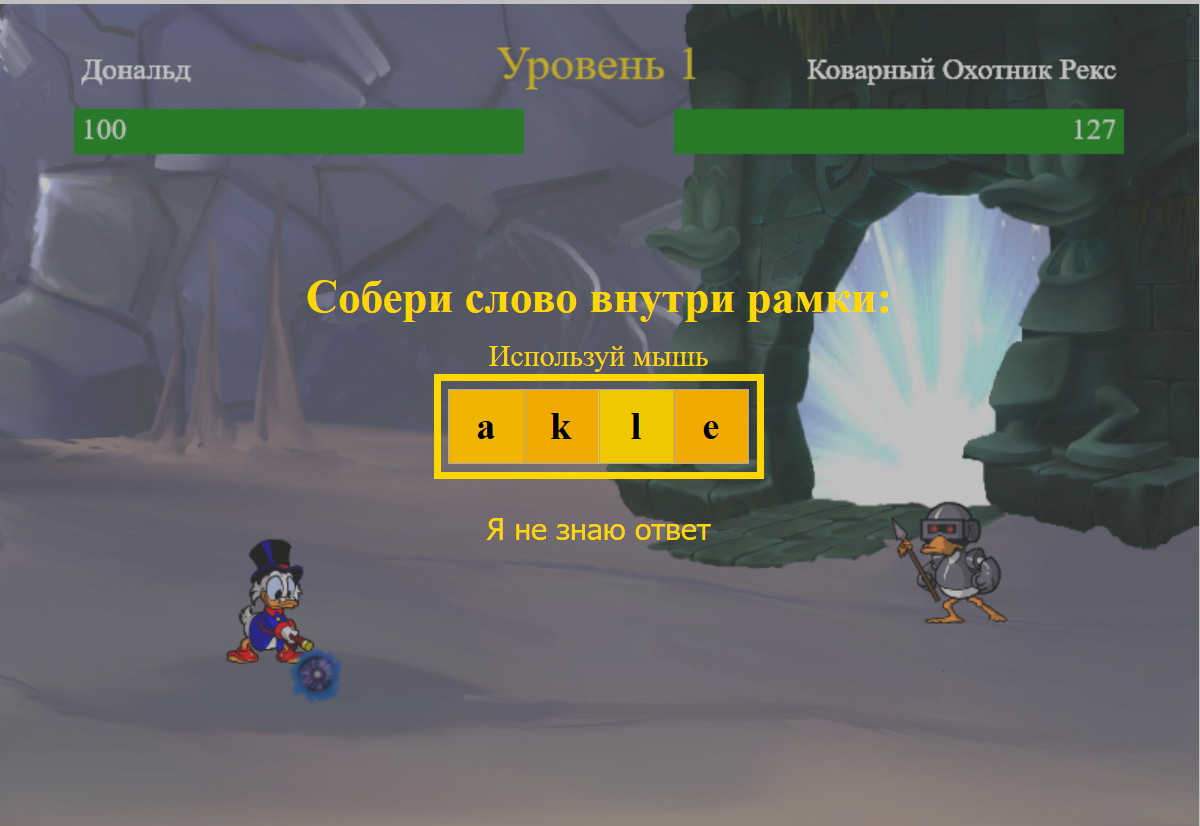 Уровень 1
Дональд
Коварный Охотник Рекс
100
127
Собери слово внутри рамки:
Используй мышь
a k l e
Я не знаю ответ